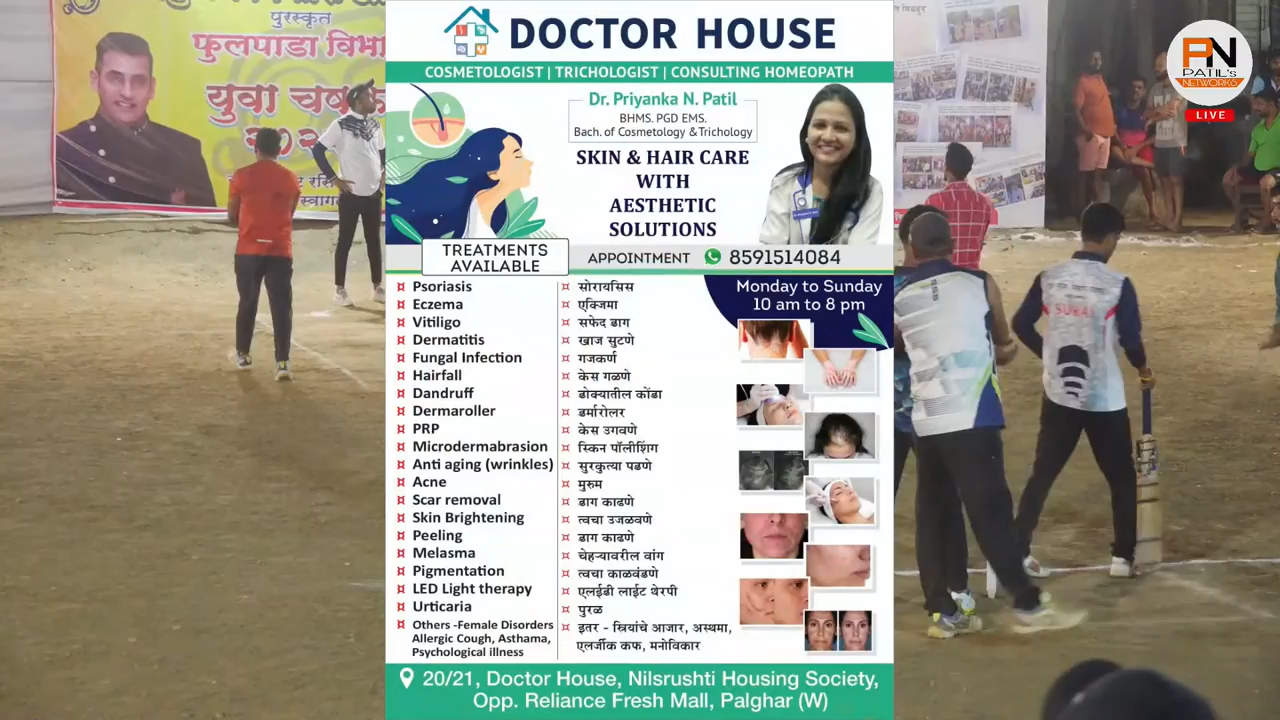 पुरस्कृत
फुलपाडा विभा
युवा चषक
DOCTOR HOUSE
COSMETOLOGIST | TRICHOLOGIST | CONSULTING HOMEOPATH
Dr. Priyanka N. Patil
BHMS. PGD EMS.
Bach. of Cosmetology & Trichology
SKIN & HAIR CARE
WITH
AESTHETIC
SOLUTIONS
TREATMENTS
AVAILABLE
APPOINTMENT 8591514084
Monday to Sunday
10 am to 8 pm
Psoriasis
Eczema
Vitiligo
Dermatitis
Fungal Infection
Hairfall
Dandruff
Dermaroller
PRP
Microdermabrasion
Anti aging (wrinkles)
Acne
Scar removal
Skin Brightening
Peeling
Melasma
Pigmentation
LED Light therapy
Urticaria
Others -Female Disorders
Allergic Cough, Asthama,
Psychological illness
सोरायसिस
एक्जिमा
सफेद डाग
खाज सुटणे
गजकर्ण
केस गळणे
डोक्यातील कोंडा
डर्मारोलर
केस उगवणे
स्किन पॉलीशिंग
सुरकुत्या पडणे
मुरुम
डाग काढणे
त्वचा उजळवणे
डाग काढणे
चेहऱ्यावरील वांग
त्वचा काळवंडणे
एलईडी लाईट थेरपी
पुरळ
इतर - स्त्रियांचे आजार, अस्थमा,
एलर्जीक कफ, मनोविकार
20/21, Doctor House, Nilsrushti Housing Society,
Opp. Reliance Fresh Mall, Palghar (W)
PN
PATIL's
NETWORKS
LIVE